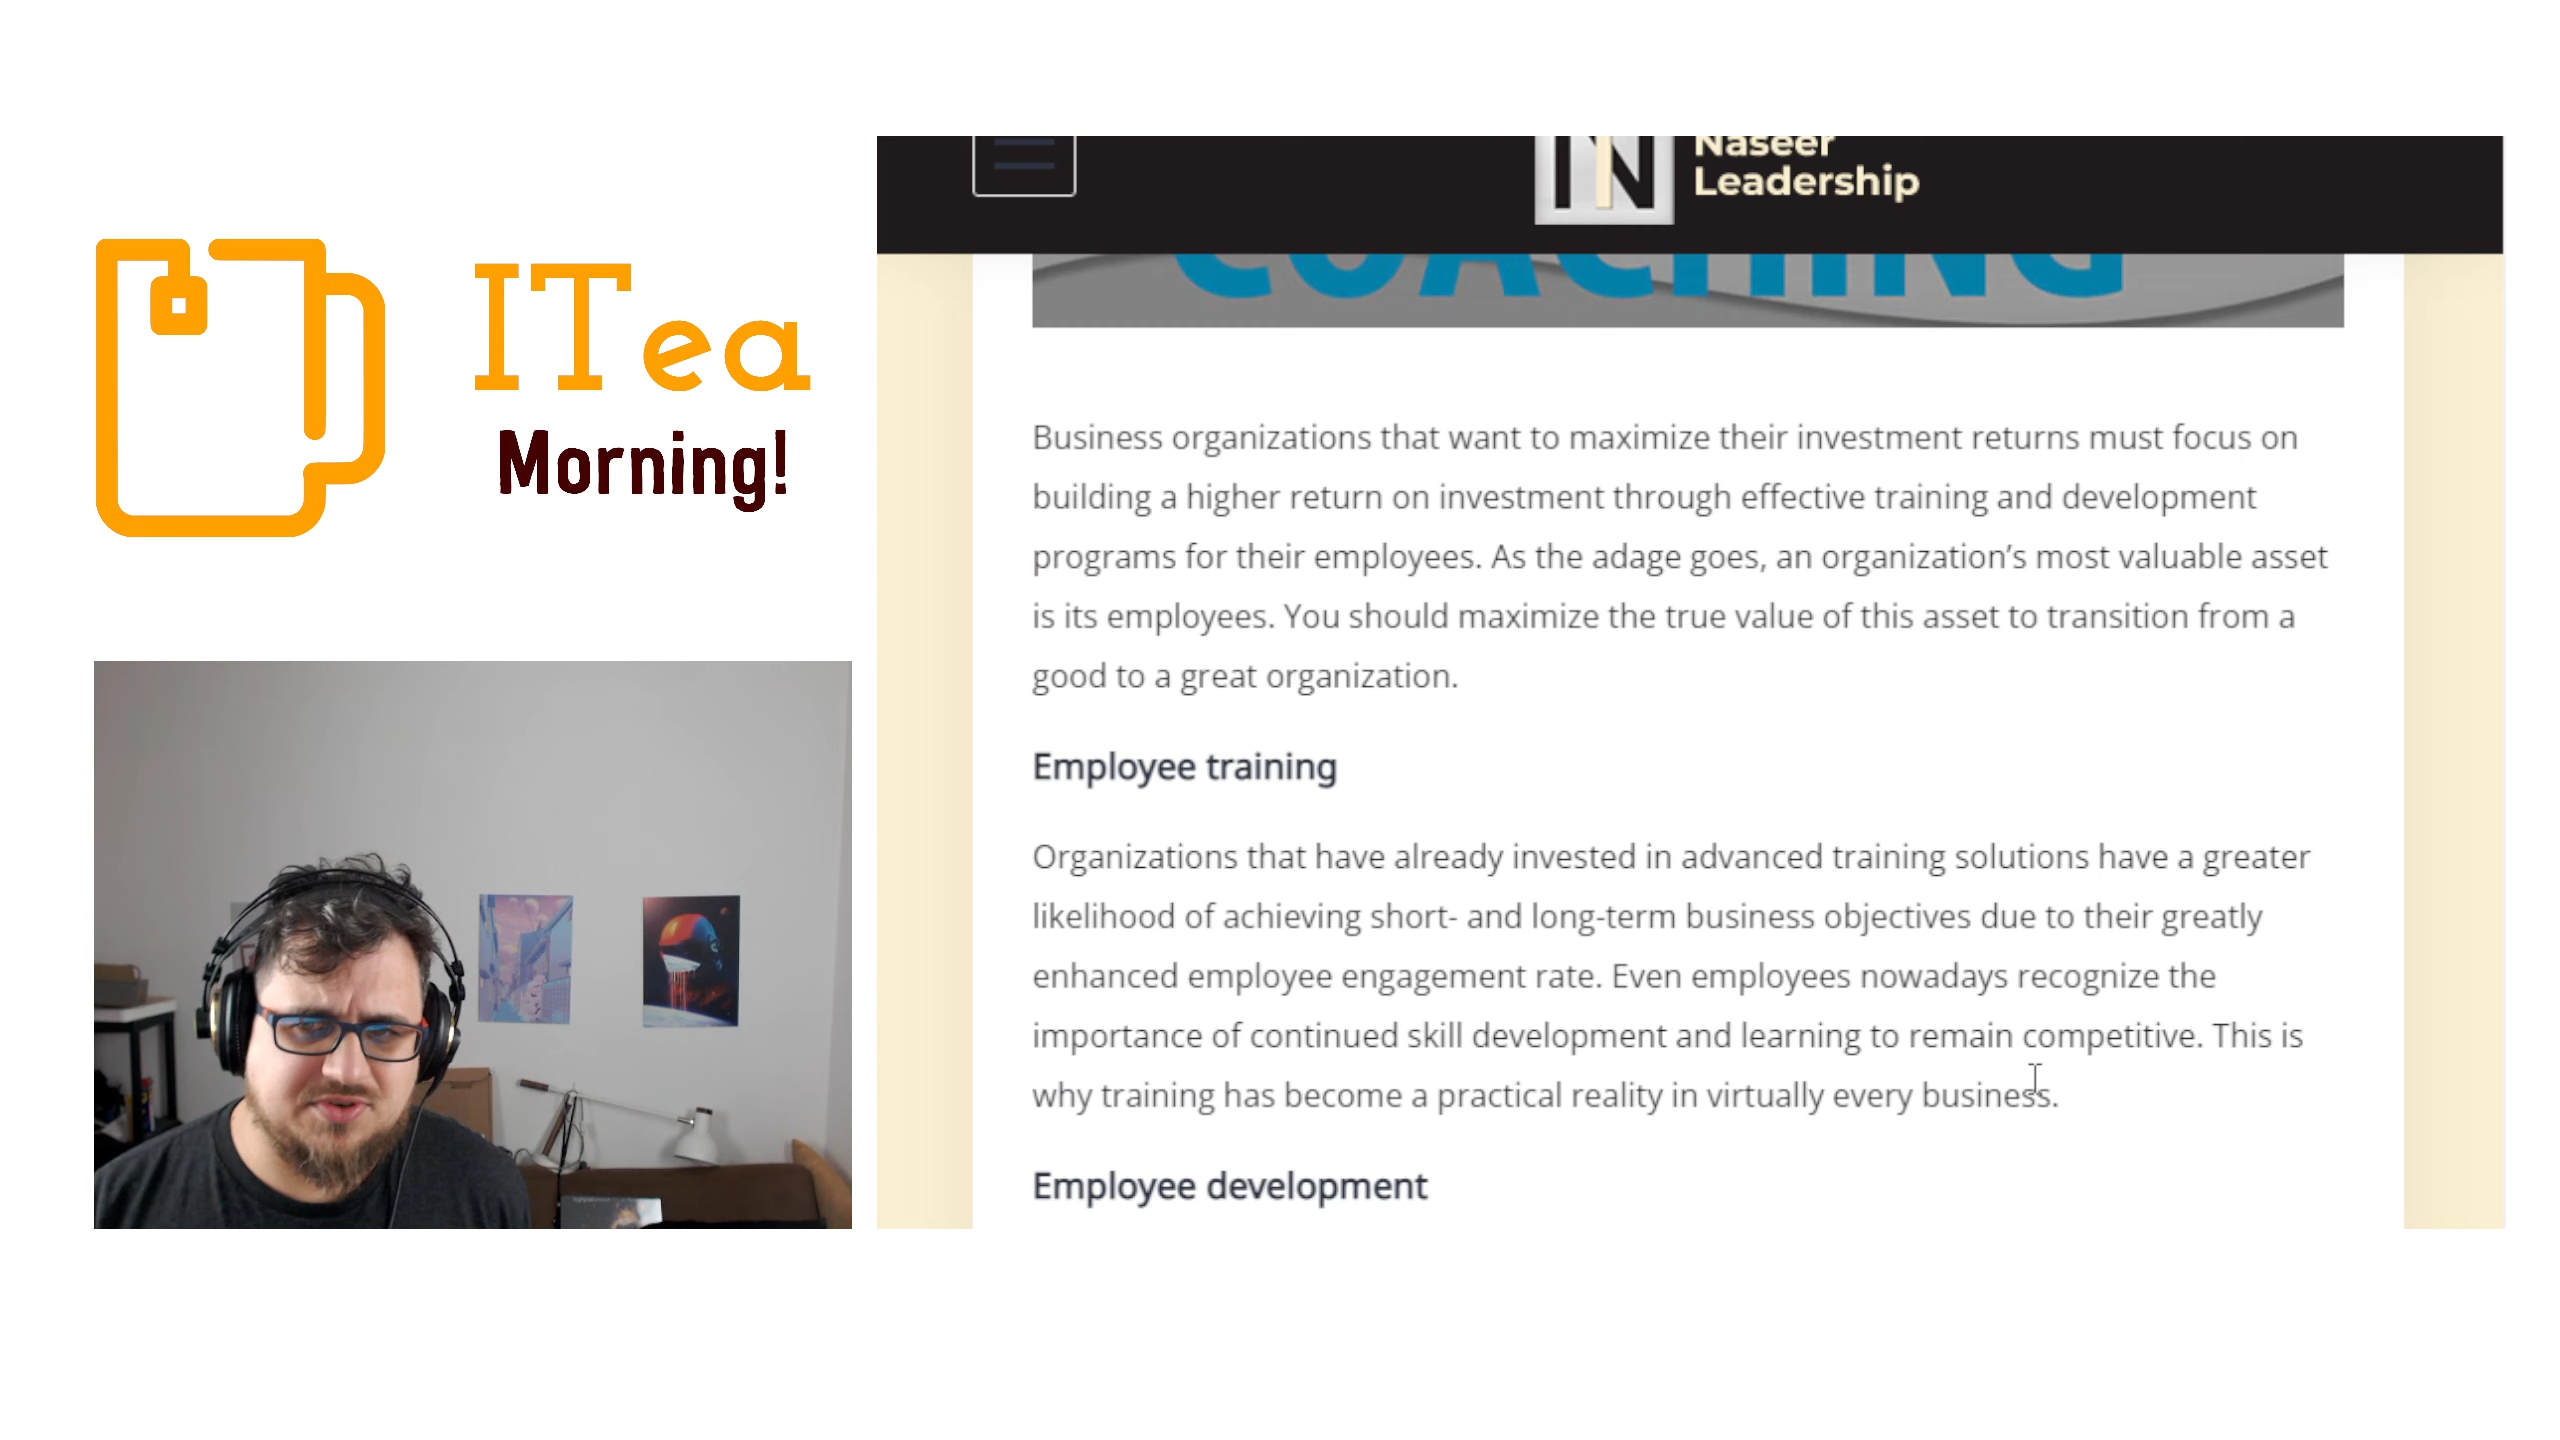 ITea
Morning!
Naseer
Leadership
COACHING
Business organizations that want to maximize their investment returns must focus on
building a higher return on investment through effective training and development
programs for their employees. As the adage goes, an organization’s most valuable asset
is its employees. You should maximize the true value of this asset to transition from a
good to a great organization.
Employee training
Organizations that have already invested in advanced training solutions have a greater
likelihood of achieving short- and long-term business objectives due to their greatly
enhanced employee engagement rate. Even employees nowadays recognize the
importance of continued skill development and learning to remain competitive. This is
why training has become a practical reality in virtually every business.
Employee development